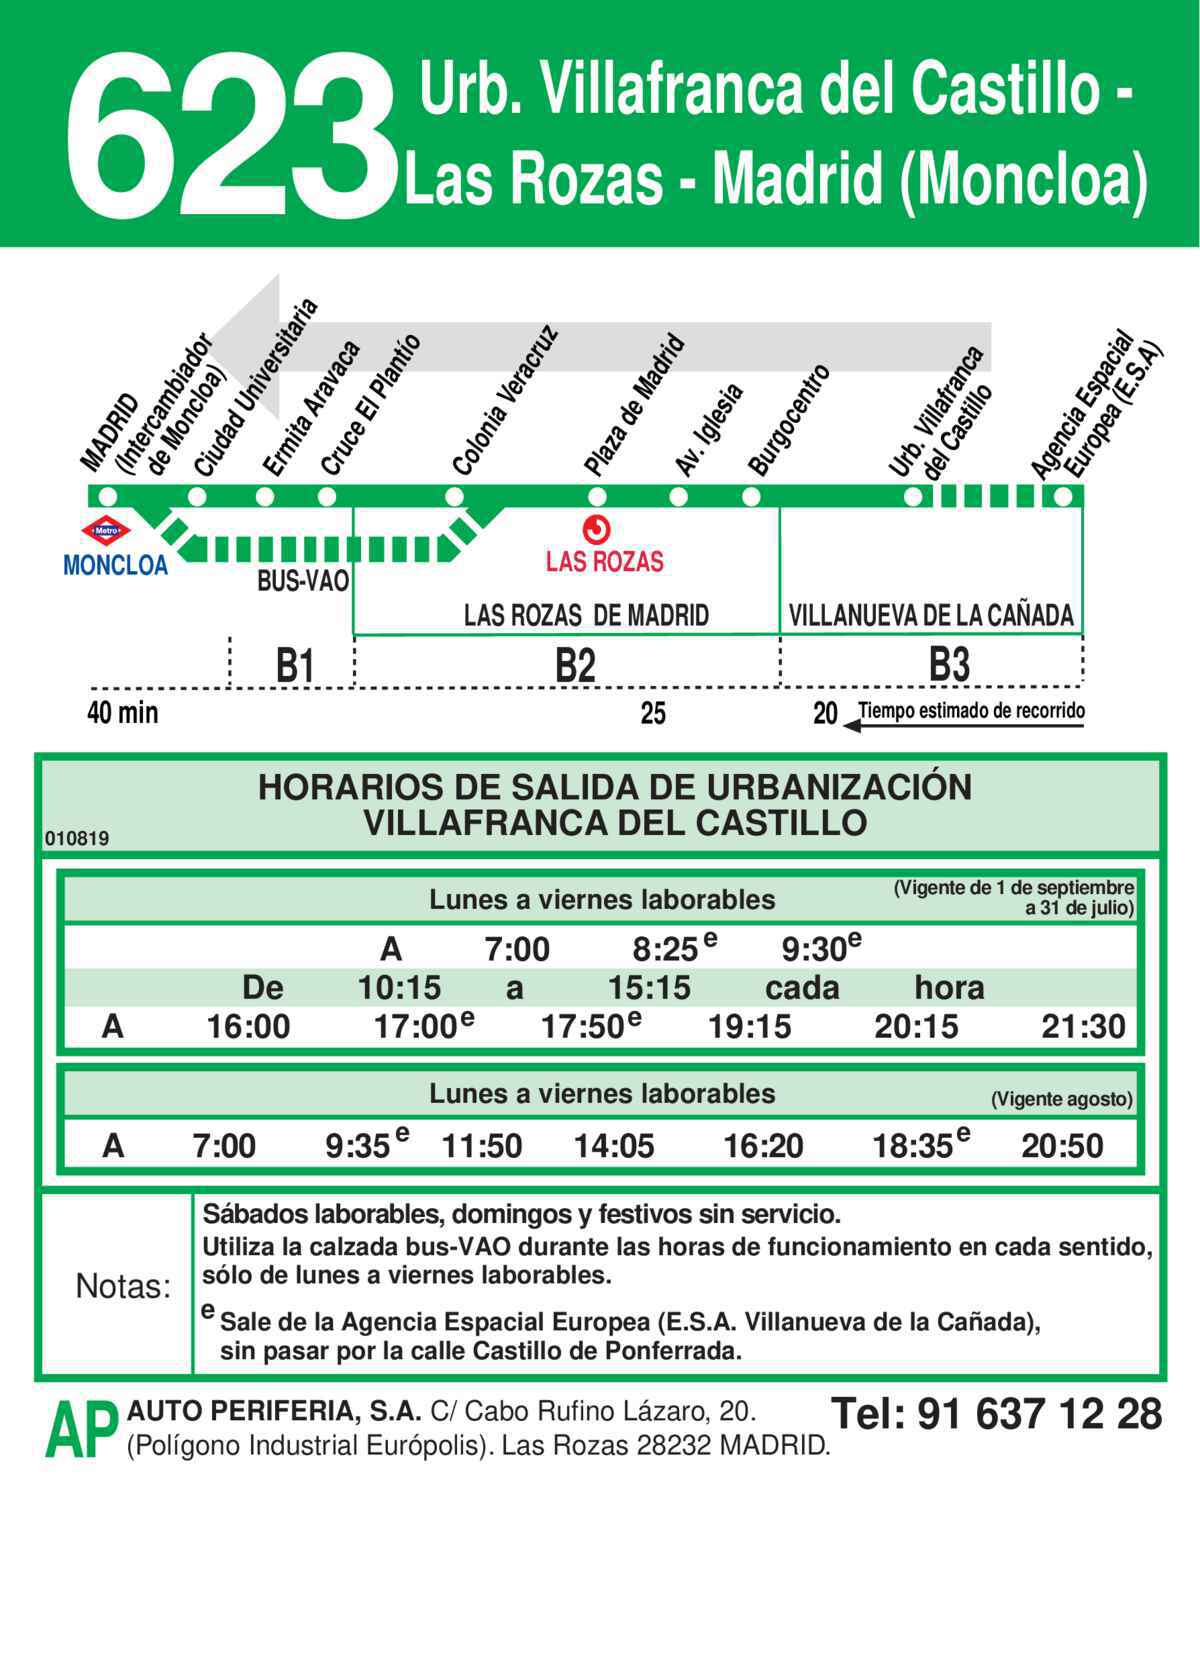 623
Urb. Villafranca del Castillo -
Las Rozas - Madrid (Moncloa)
MADRID
(Intercambiador
de Moncloa)
Ciudad Universitaria
Ermita Aravaca
Cruce El Plantío
Colonia Veracruz
Plaza de Madrid
Av. Iglesia
Burgocentro
Urb. Villafranca
del Castillo
Agencia Espacial
Europea (E.S.A)
Metro
MONCLOA
BUS-VAO
LAS ROZAS
LAS ROZAS DE MADRID
VILLANUEVA DE LA CAÑADA
B1
B2
B3
40 min
25
20
Tiempo estimado de recorrido
HORARIOS DE SALIDA DE URBANIZACIÓN
VILLAFRANCA DEL CASTILLO
010819
Lunes a viernes laborables
(Vigente de 1 de septiembre
a 31 de julio)
A 7:00 8:25 e 9:30 e
De 10:15 a 15:15 cada hora
A 16:00 17:00 e 17:50 e 19:15 20:15 21:30
Lunes a viernes laborables
(Vigente agosto)
A 7:00 9:35 e 11:50 14:05 16:20 18:35 e 20:50
Notas:
Sábados laborables, domingos y festivos sin servicio.
Utiliza la calzada bus-VAO durante las horas de funcionamiento en cada sentido,
sólo de lunes a viernes laborables.
e Sale de la Agencia Espacial Europea (E.S.A. Villanueva de la Cañada),
sin pasar por la calle Castillo de Ponferrada.
AP
AUTO PERIFERIA, S.A. C/ Cabo Rufino Lázaro, 20.
(Polígono Industrial Európolis). Las Rozas 28232 MADRID.
Tel: 91 637 12 28